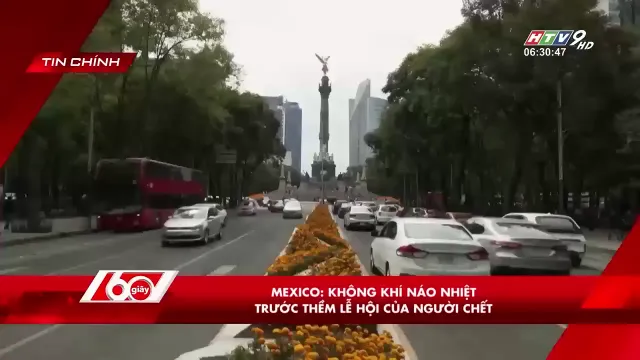 TIN CHÍNH
HTV9 HD
06:30:47
60 giây
MEXICO: KHÔNG KHÍ NÁO NHIỆT
TRƯỚC THỀM LỄ HỘI CỦA NGƯỜI CHẾT